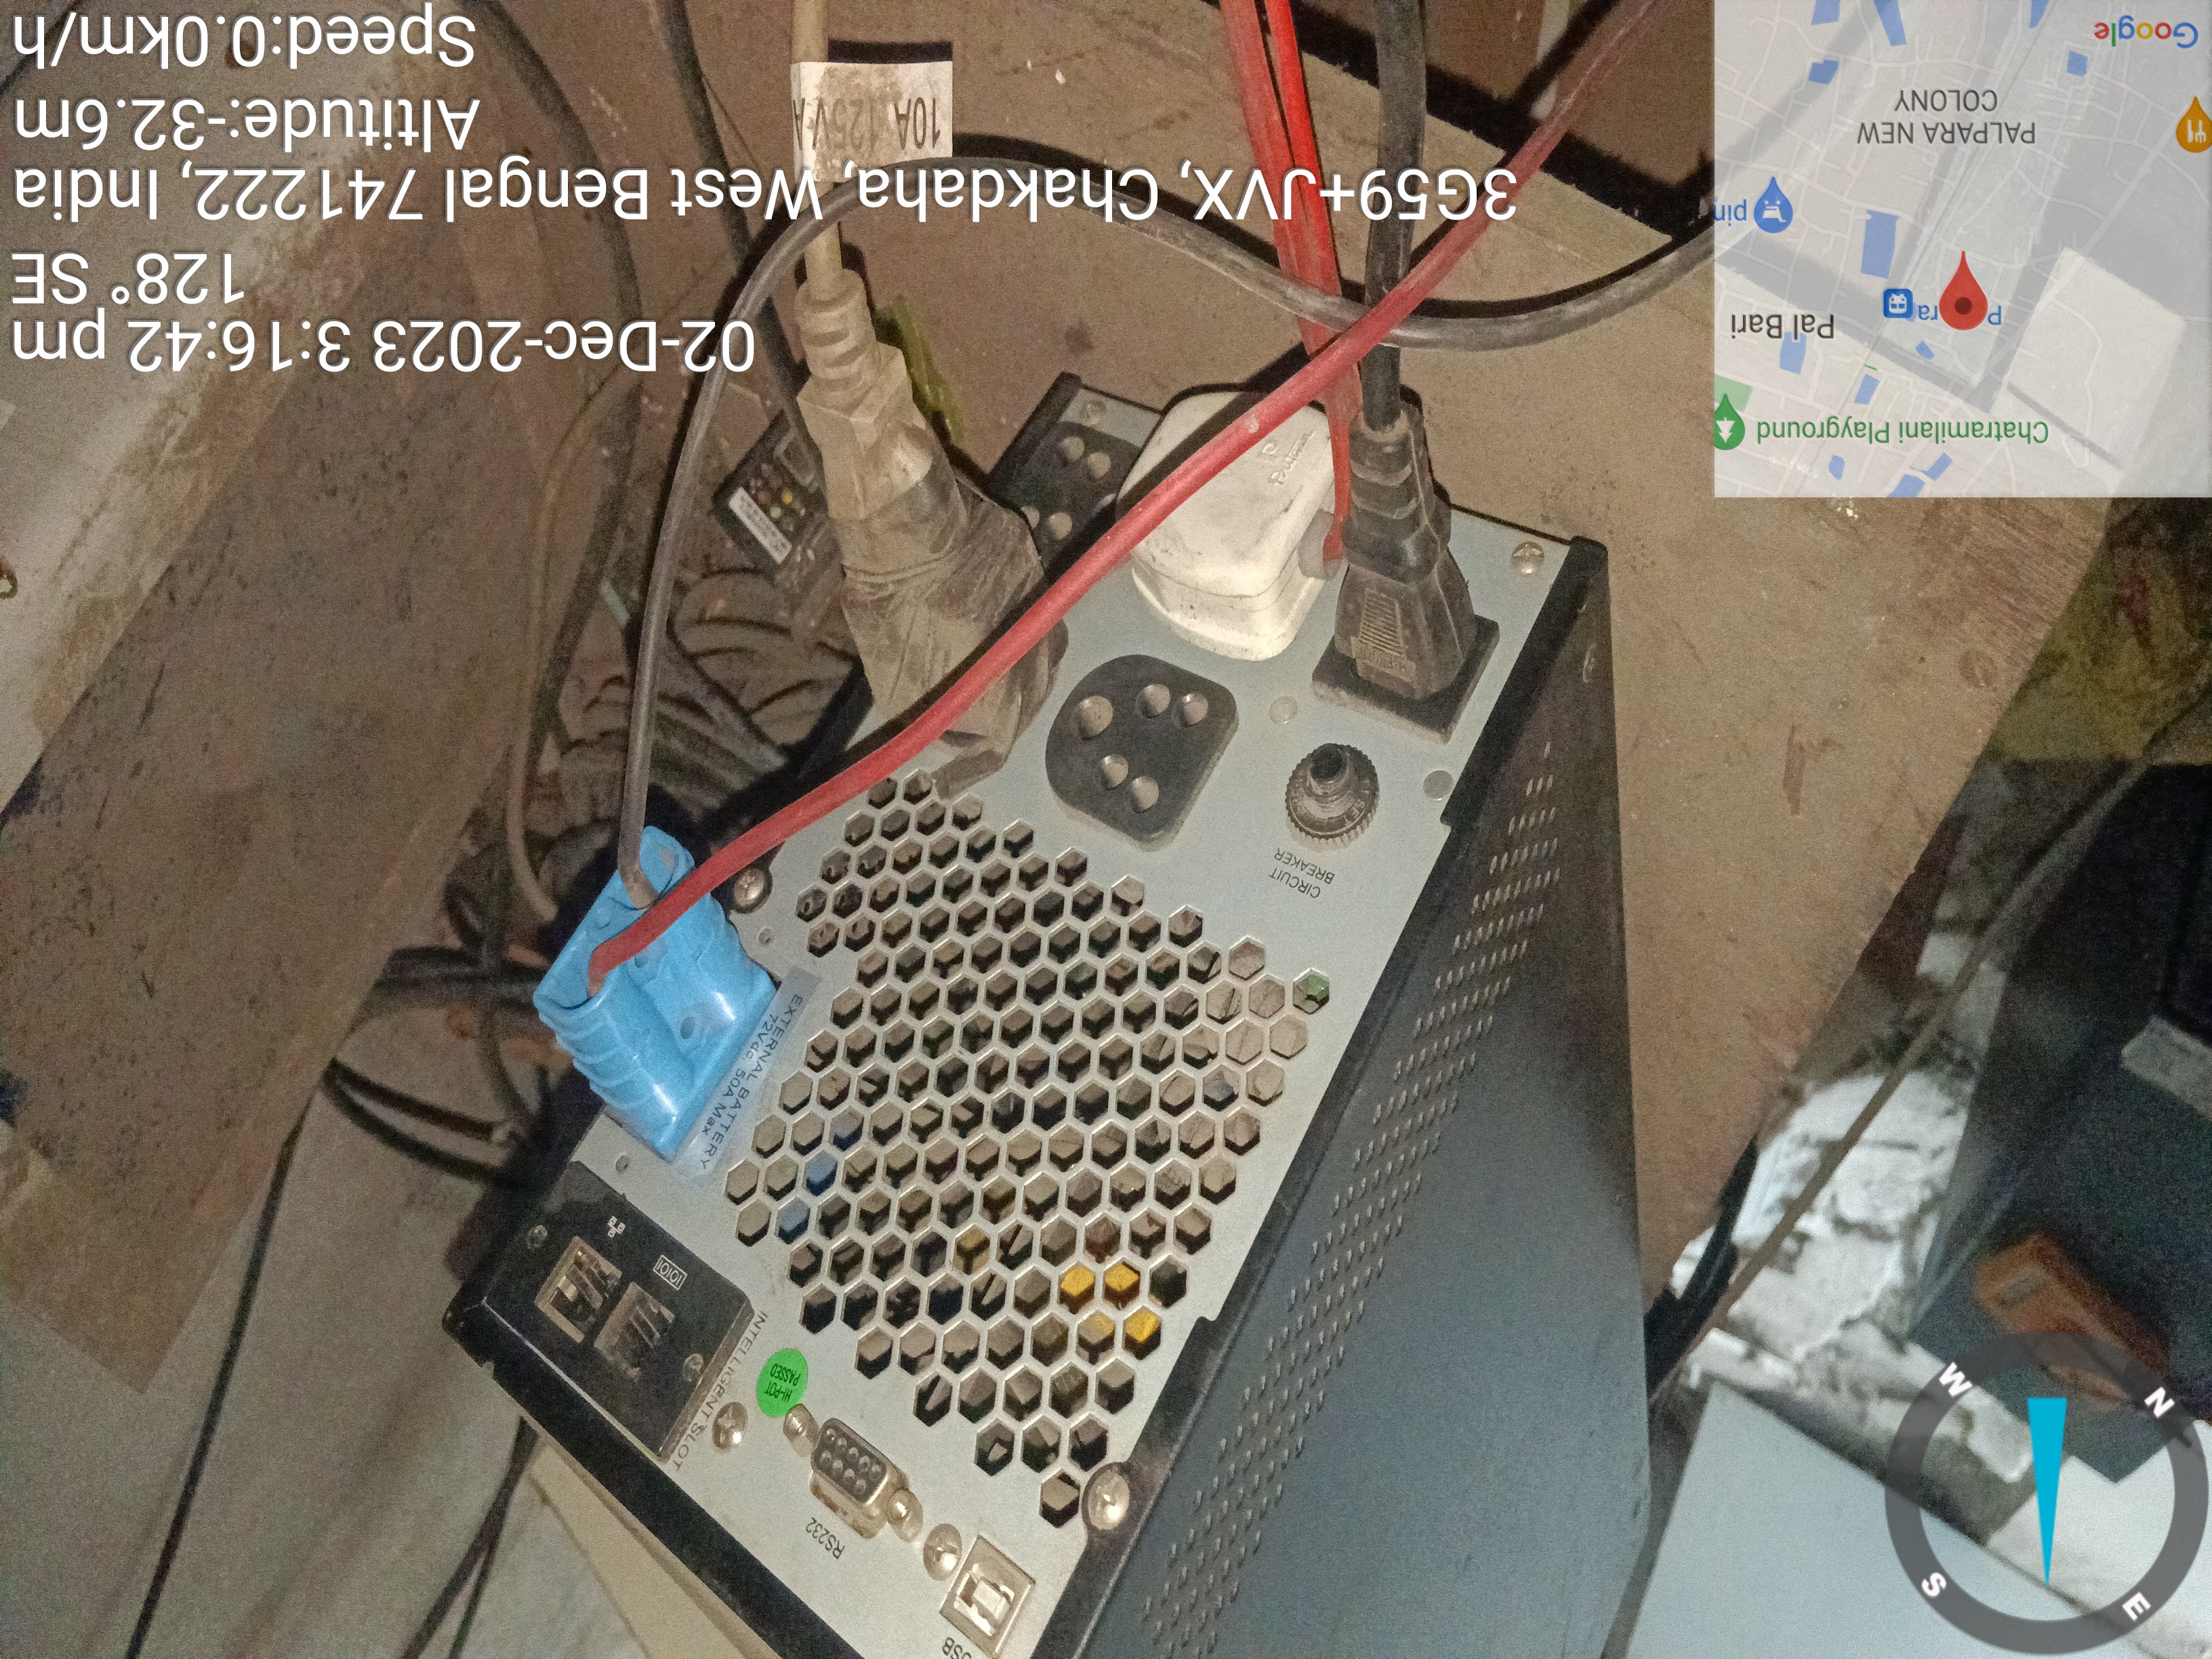 E
S
N
W
USB
RS232
HI-POT
PASSED
INTELLIGENT SLOT
EXTERNAL BATTERY
72Vdc, 50A Max
CIRCUIT
BREAKER
Chatramilani Playground
Pal Bari
PALPARA NEW
COLONY
Google
02-Dec-2023 3:16:42 pm
128° SE
3G59+JVX, Chakdaha, West Bengal 741222, India
10A 125V A
Altitude:-32.6m
Speed:0.0km/h